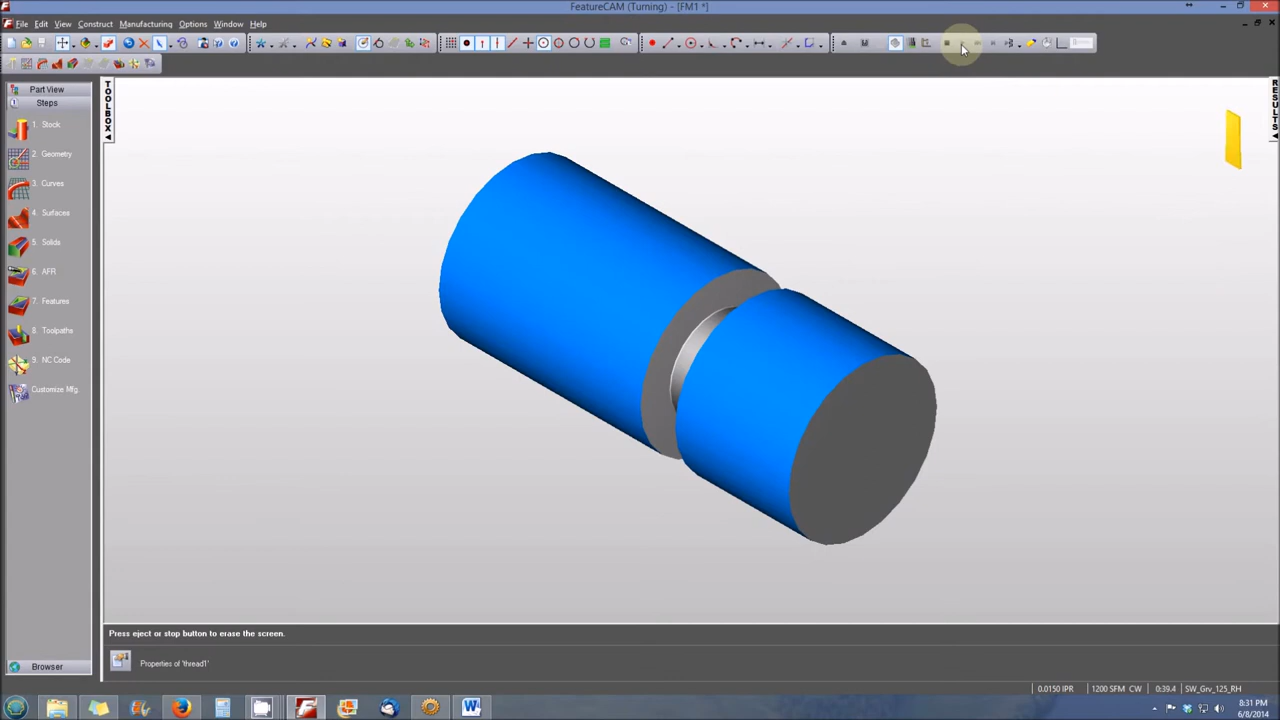 FeatureCAM (Turning) - [FM1 *]
File Edit View Construct Manufacturing Options Window Help
Part View
Steps
1. Stock
2. Geometry
3. Curves
4. Surfaces
5. Solids
6. AFR
7. Features
8. Toolpaths
9. NC Code
Customize Mfg.
Browser
TOOLBOX
RESULTS
Press eject or stop button to erase the screen.
Properties of 'thread1'
0.0150 IPR 1200 SFM CW 0:39.4 SW_Grv_125_RH
8:31 PM
6/8/2014